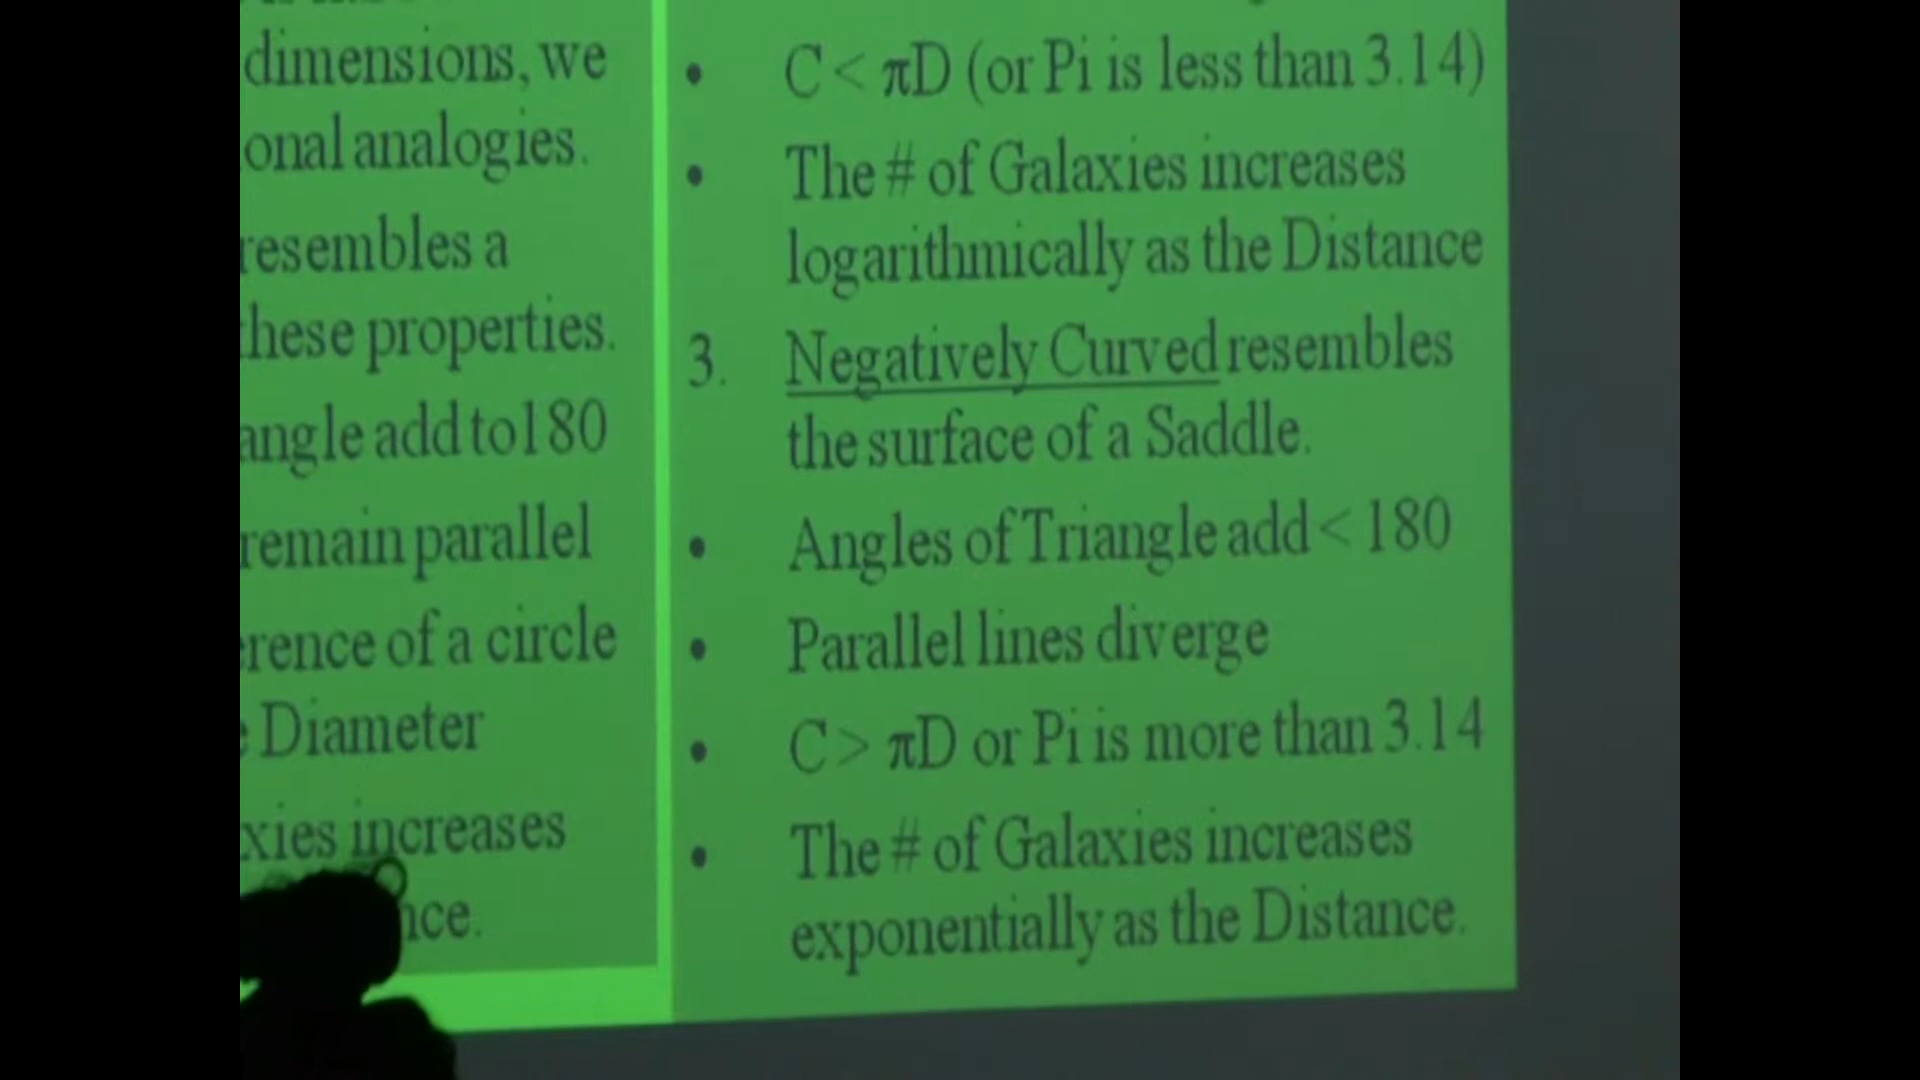 dimensions, we
onal analogies.
resembles a
these properties.
angle add to180
remain parallel
rence of a circle
Diameter
xies increases
nce.
• C < πD (or Pi is less than 3.14)
• The # of Galaxies increases
logarithmically as the Distance
3. Negatively Curved resembles
the surface of a Saddle.
• Angles of Triangle add < 180
• Parallel lines diverge
• C > πD or Pi is more than 3.14
• The # of Galaxies increases
exponentially as the Distance.